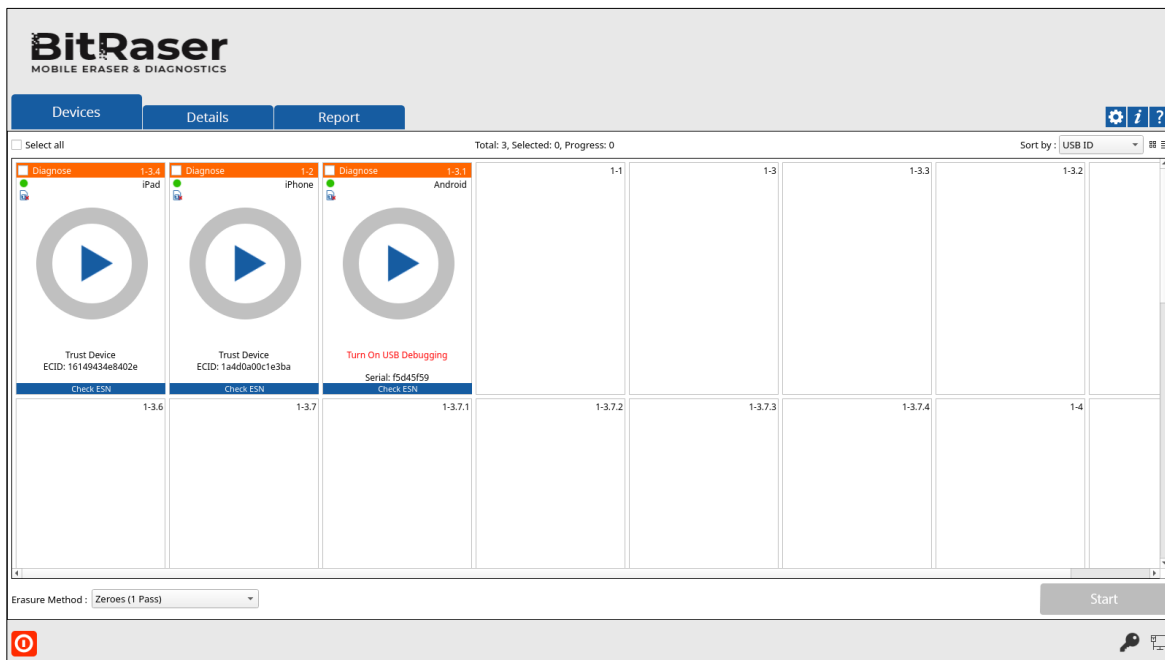 BitRaser
MOBILE ERASER & DIAGNOSTICS
Devices
Details
Report
i
?
Select all
Total: 3, Selected: 0, Progress: 0
Sort by : USB ID
Diagnose 1-3.4
iPad
Trust Device
ECID: 16149434e8402e
Check ESN
Diagnose 1-2
iPhone
Trust Device
ECID: 1a4d0a00c1e3ba
Check ESN
Diagnose 1-3.1
Android
Turn On USB Debugging
Serial: f5d45f59
Check ESN
1-1
1-3
1-3.3
1-3.2
1-3.6
1-3.7
1-3.7.1
1-3.7.2
1-3.7.3
1-3.7.4
1-4
Erasure Method : Zeroes (1 Pass)
Start